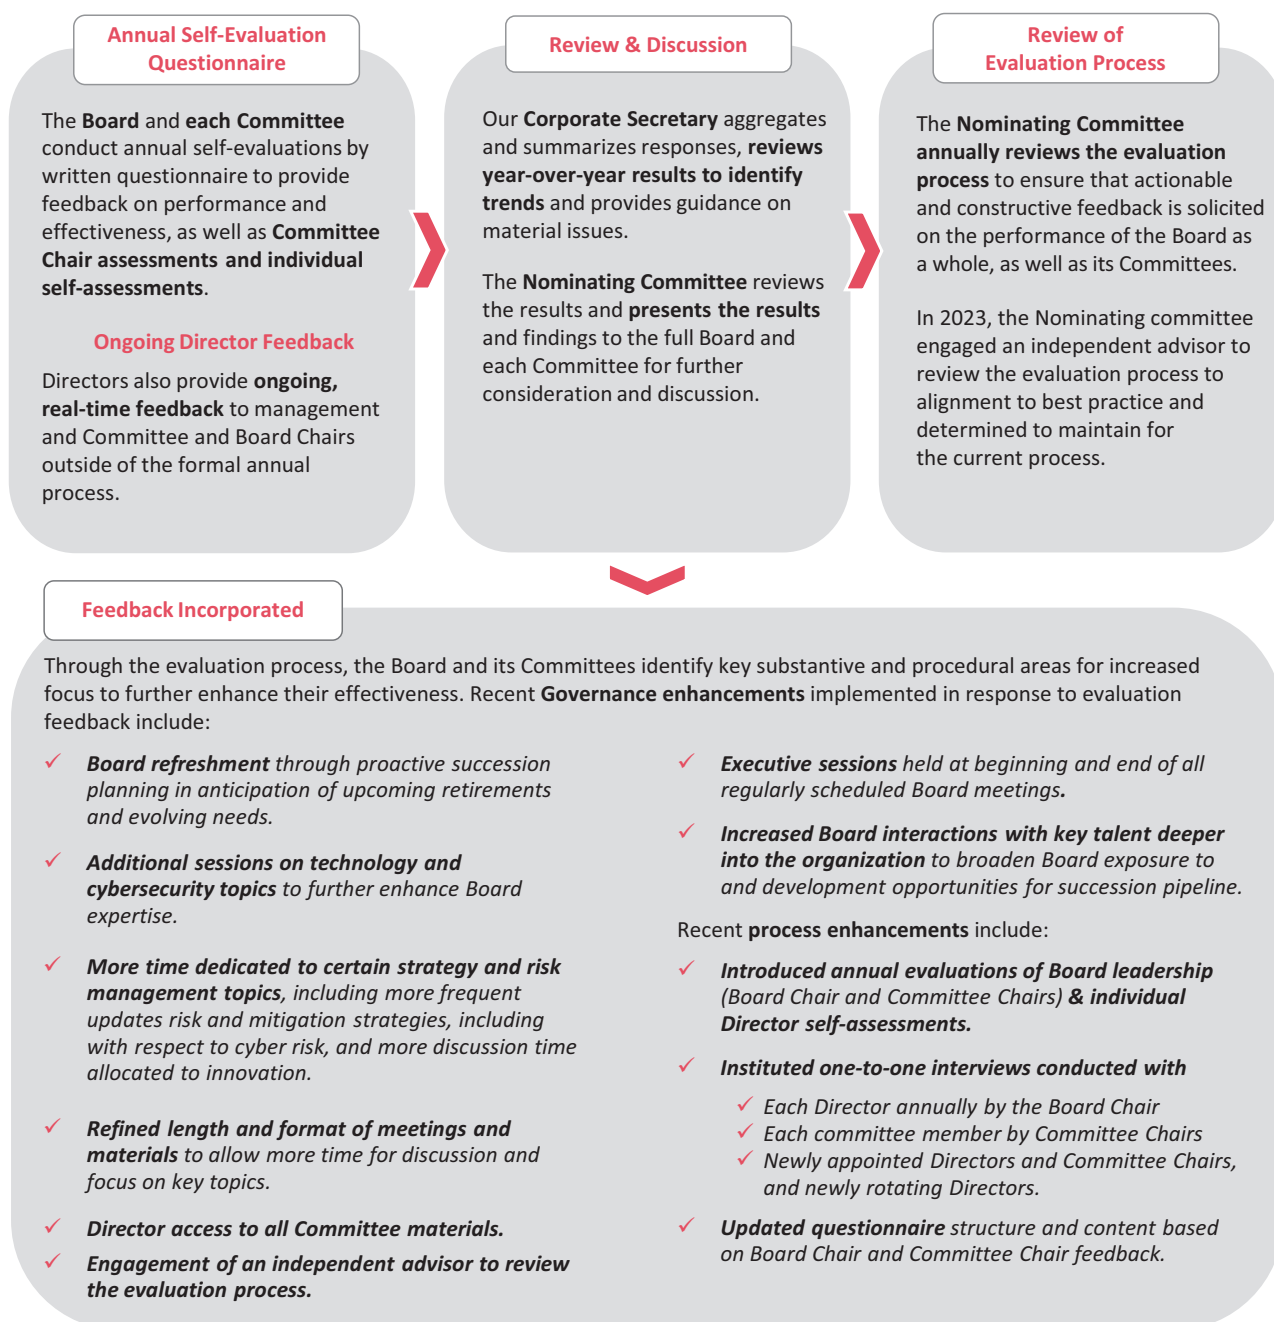 Annual Self-Evaluation
Questionnaire
The Board and each Committee
conduct annual self-evaluations by
written questionnaire to provide
feedback on performance and
effectiveness, as well as Committee
Chair assessments and individual
self-assessments.
Ongoing Director Feedback
Directors also provide ongoing,
real-time feedback to management
and Committee and Board Chairs
outside of the formal annual
process.
Review & Discussion
Our Corporate Secretary aggregates
and summarizes responses, reviews
year-over-year results to identify
trends and provides guidance on
material issues.
The Nominating Committee reviews
the results and presents the results
and findings to the full Board and
each Committee for further
consideration and discussion.
Review of
Evaluation Process
The Nominating Committee
annually reviews the evaluation
process to ensure that actionable
and constructive feedback is solicited
on the performance of the Board as
a whole, as well as its Committees.
In 2023, the Nominating committee
engaged an independent advisor to
review the evaluation process to
alignment to best practice and
determined to maintain for
the current process.
Feedback Incorporated
Through the evaluation process, the Board and its Committees identify key substantive and procedural areas for increased
focus to further enhance their effectiveness. Recent Governance enhancements implemented in response to evaluation
feedback include:
✓ Board refreshment through proactive succession
planning in anticipation of upcoming retirements
and evolving needs.
✓ Additional sessions on technology and
cybersecurity topics to further enhance Board
expertise.
✓ More time dedicated to certain strategy and risk
management topics, including more frequent
updates risk and mitigation strategies, including
with respect to cyber risk, and more discussion time
allocated to innovation.
✓ Refined length and format of meetings and
materials to allow more time for discussion and
focus on key topics.
✓ Director access to all Committee materials.
✓ Engagement of an independent advisor to review
the evaluation process.
✓ Executive sessions held at beginning and end of all
regularly scheduled Board meetings.
✓ Increased Board interactions with key talent deeper
into the organization to broaden Board exposure to
and development opportunities for succession pipeline.
Recent process enhancements include:
✓ Introduced annual evaluations of Board leadership
(Board Chair and Committee Chairs) & individual
Director self-assessments.
✓ Instituted one-to-one interviews conducted with
✓ Each Director annually by the Board Chair
✓ Each committee member by Committee Chairs
✓ Newly appointed Directors and Committee Chairs,
and newly rotating Directors.
✓ Updated questionnaire structure and content based
on Board Chair and Committee Chair feedback.